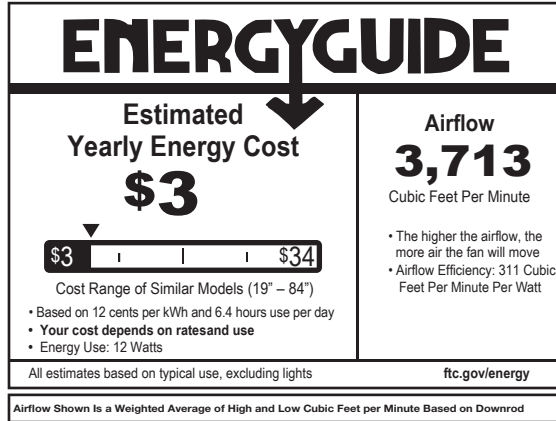 ENERGYGUIDE
Estimated
Yearly Energy Cost
$3
$3
$34
Cost Range of Similar Models (19” – 84”)
• Based on 12 cents per kWh and 6.4 hours use per day
• Your cost depends on ratesand use
• Energy Use: 12 Watts
Airflow
3,713
Cubic Feet Per Minute
• The higher the airflow, the
more air the fan will move
• Airflow Efficiency: 311 Cubic
Feet Per Minute Per Watt
All estimates based on typical use, excluding lights
ftc.gov/energy
Airflow Shown Is a Weighted Average of High and Low Cubic Feet per Minute Based on Downrod